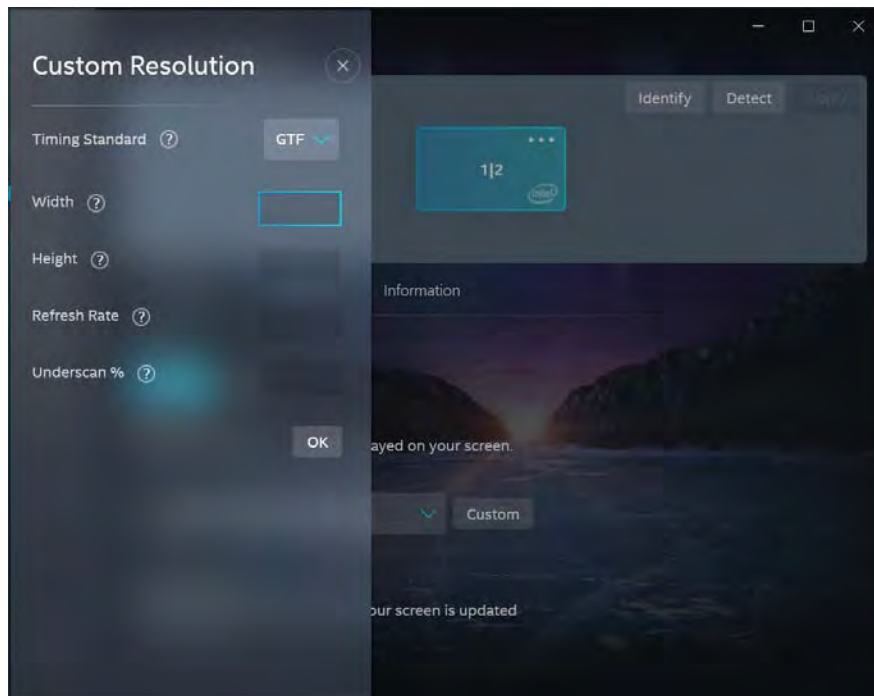 Custom Resolution
Identify Detect Apply
Timing Standard ? GTF
1|2
intel
Width ?
Height ?
Information
Refresh Rate ?
Underscan % ?
OK
ayed on your screen.
Custom
our screen is updated